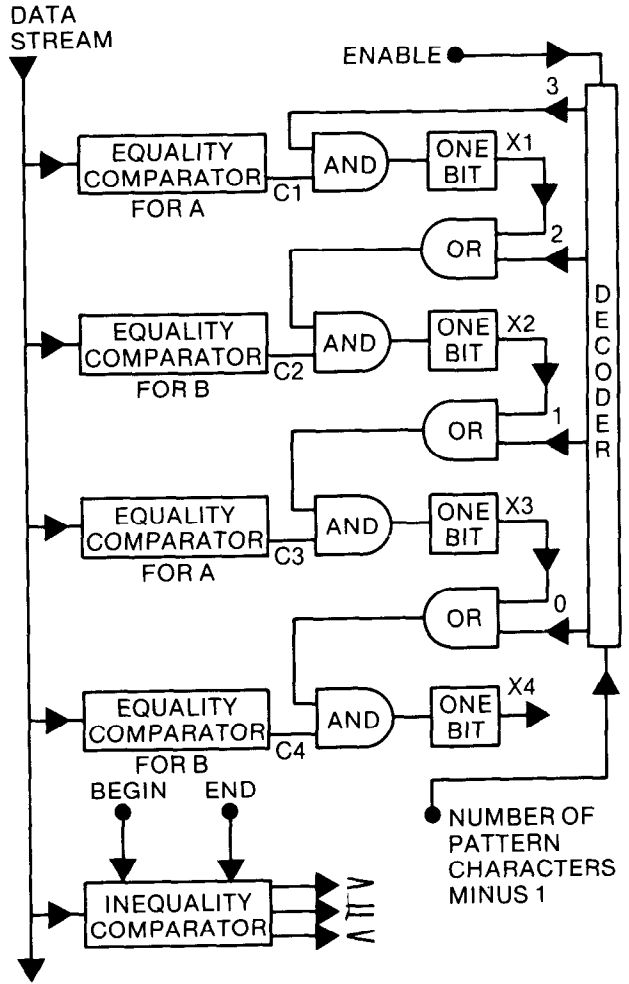 DATA
STREAM
ENABLE
3
EQUALITY
COMPARATOR
FOR A
C1
AND
ONE
BIT
X1
OR
2
EQUALITY
COMPARATOR
FOR B
C2
AND
ONE
BIT
X2
DECODER
OR
1
EQUALITY
COMPARATOR
FOR A
C3
AND
ONE
BIT
X3
OR
0
EQUALITY
COMPARATOR
FOR B
C4
AND
ONE
BIT
X4
BEGIN
END
NUMBER OF
PATTERN
CHARACTERS
MINUS 1
INEQUALITY
COMPARATOR
>
=
<